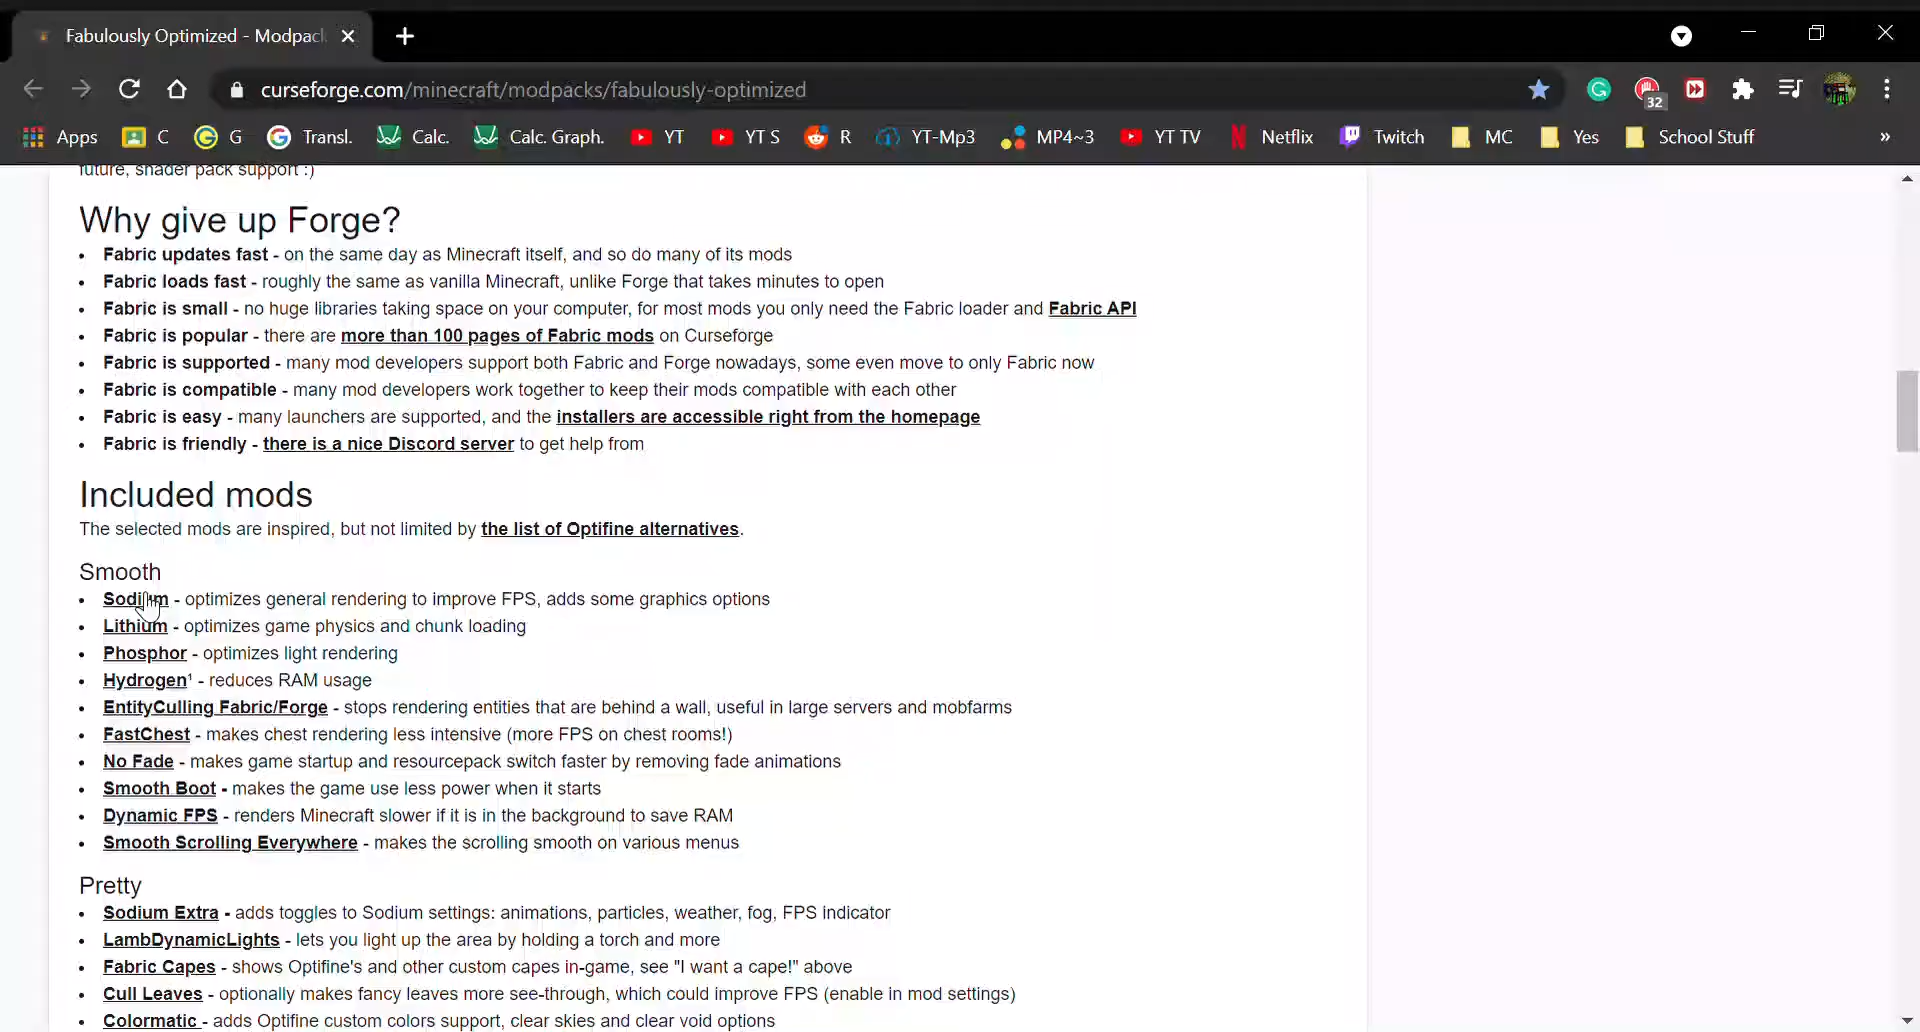 Fabulously Optimized - Modpack
curseforge.com/minecraft/modpacks/fabulously-optimized
32
Apps C G Transl. Calc. Calc. Graph. YT YT S R YT-Mp3 MP4~3 YT TV Netflix Twitch MC Yes School Stuff »
future, shader pack support :)
Why give up Forge?
• Fabric updates fast - on the same day as Minecraft itself, and so do many of its mods
• Fabric loads fast - roughly the same as vanilla Minecraft, unlike Forge that takes minutes to open
• Fabric is small - no huge libraries taking space on your computer, for most mods you only need the Fabric loader and Fabric API
• Fabric is popular - there are more than 100 pages of Fabric mods on Curseforge
• Fabric is supported - many mod developers support both Fabric and Forge nowadays, some even move to only Fabric now
• Fabric is compatible - many mod developers work together to keep their mods compatible with each other
• Fabric is easy - many launchers are supported, and the installers are accessible right from the homepage
• Fabric is friendly - there is a nice Discord server to get help from
Included mods
The selected mods are inspired, but not limited by the list of Optifine alternatives.
Smooth
• Sodium - optimizes general rendering to improve FPS, adds some graphics options
• Lithium - optimizes game physics and chunk loading
• Phosphor - optimizes light rendering
• Hydrogen¹ - reduces RAM usage
• EntityCulling Fabric/Forge - stops rendering entities that are behind a wall, useful in large servers and mobfarms
• FastChest - makes chest rendering less intensive (more FPS on chest rooms!)
• No Fade - makes game startup and resourcepack switch faster by removing fade animations
• Smooth Boot - makes the game use less power when it starts
• Dynamic FPS - renders Minecraft slower if it is in the background to save RAM
• Smooth Scrolling Everywhere - makes the scrolling smooth on various menus
Pretty
• Sodium Extra - adds toggles to Sodium settings: animations, particles, weather, fog, FPS indicator
• LambDynamicLights - lets you light up the area by holding a torch and more
• Fabric Capes - shows Optifine's and other custom capes in-game, see "I want a cape!" above
• Cull Leaves - optionally makes fancy leaves more see-through, which could improve FPS (enable in mod settings)
• Colormatic - adds Optifine custom colors support, clear skies and clear void options